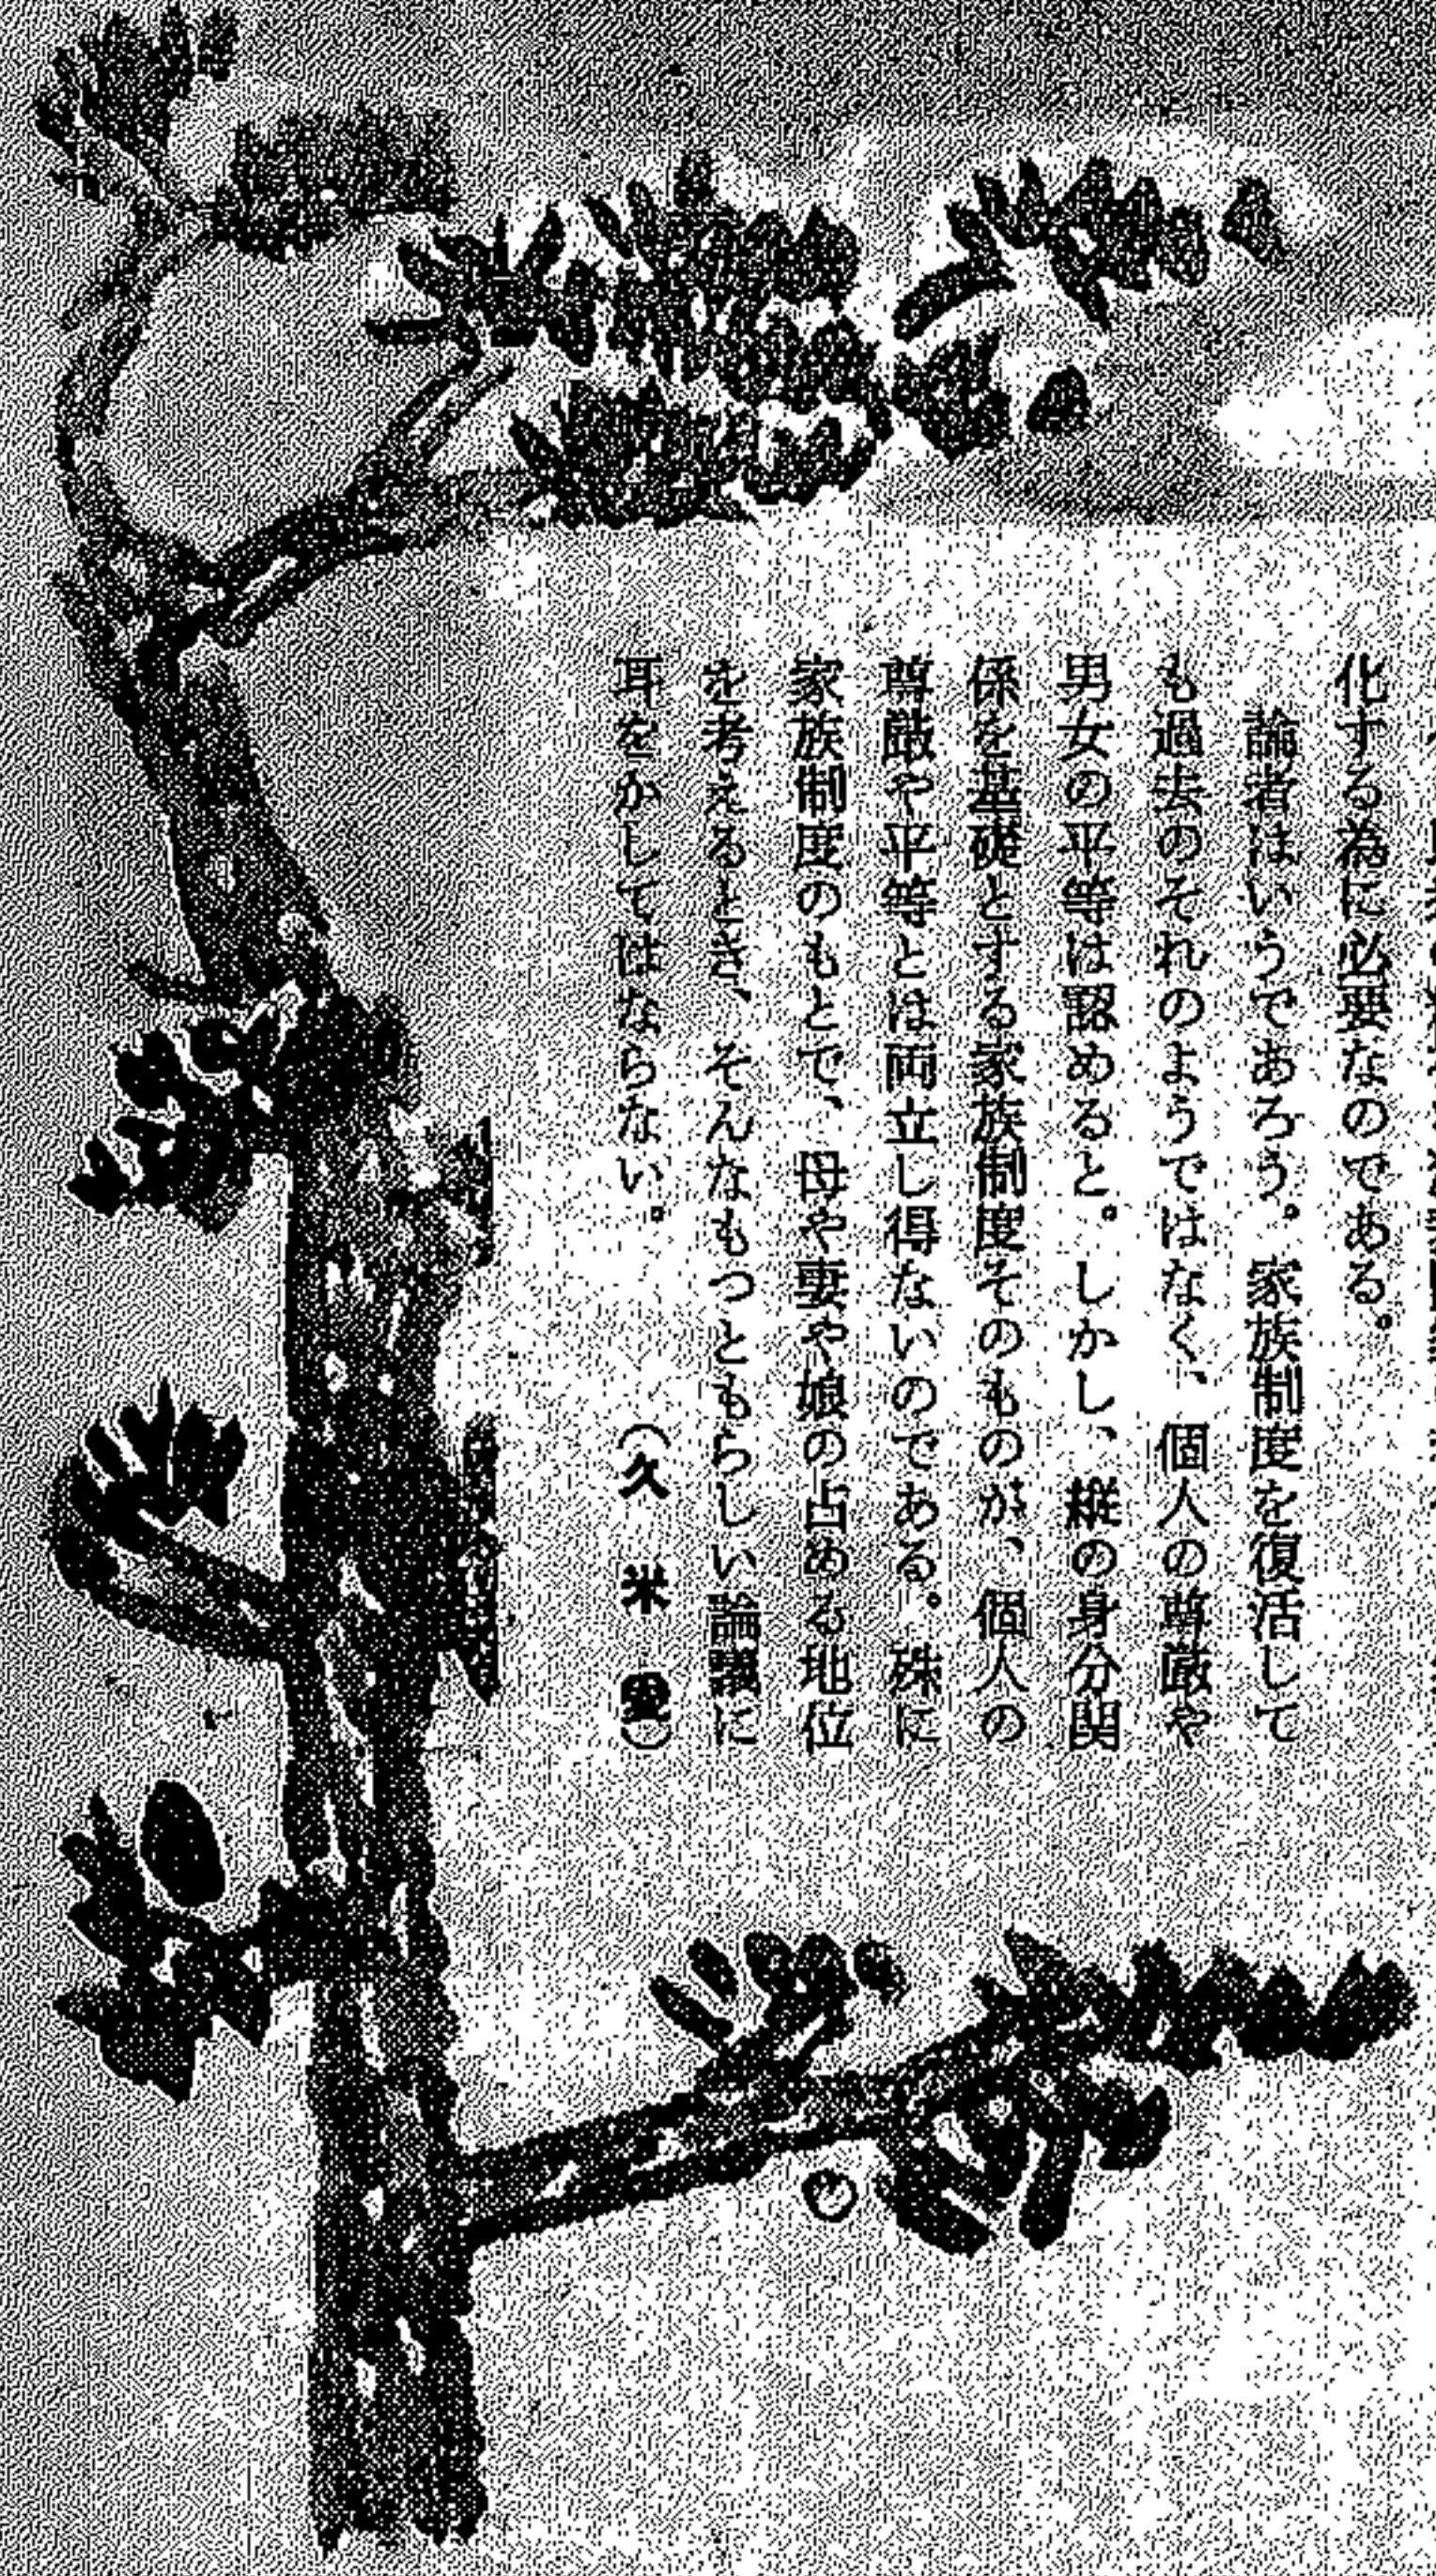 化する為に必要なのである。
論者はいうであろう。家族制度を復活して
も過去のそれのようではなく、個人の尊厳や
男女の平等は認めると。しかし、縦の身分関
係を基礎とする家族制度そのものが、個人の
尊厳や平等とは両立し得ないのである。殊に
家族制度のもとで、母や妻や娘の占める地位
を考えるとき、そんなもつともらしい論議に
耳をかしてはならない。
（久米愛）